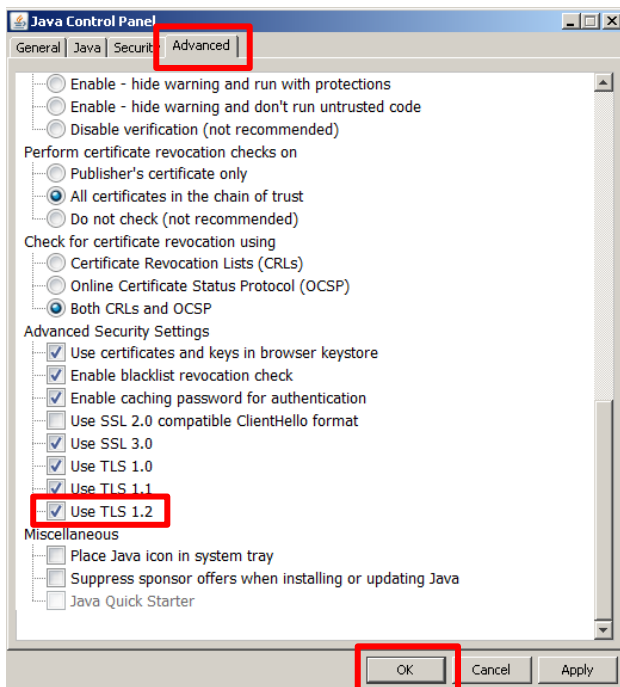 Java Control Panel
General Java Security Advanced
Enable - hide warning and run with protections
Enable - hide warning and don't run untrusted code
Disable verification (not recommended)
Perform certificate revocation checks on
Publisher's certificate only
All certificates in the chain of trust
Do not check (not recommended)
Check for certificate revocation using
Certificate Revocation Lists (CRLs)
Online Certificate Status Protocol (OCSP)
Both CRLs and OCSP
Advanced Security Settings
Use certificates and keys in browser keystore
Enable blacklist revocation check
Enable caching password for authentication
Use SSL 2.0 compatible ClientHello format
Use SSL 3.0
Use TLS 1.0
Use TLS 1.1
Use TLS 1.2
Miscellaneous
Place Java icon in system tray
Suppress sponsor offers when installing or updating Java
Java Quick Starter
OK Cancel Apply